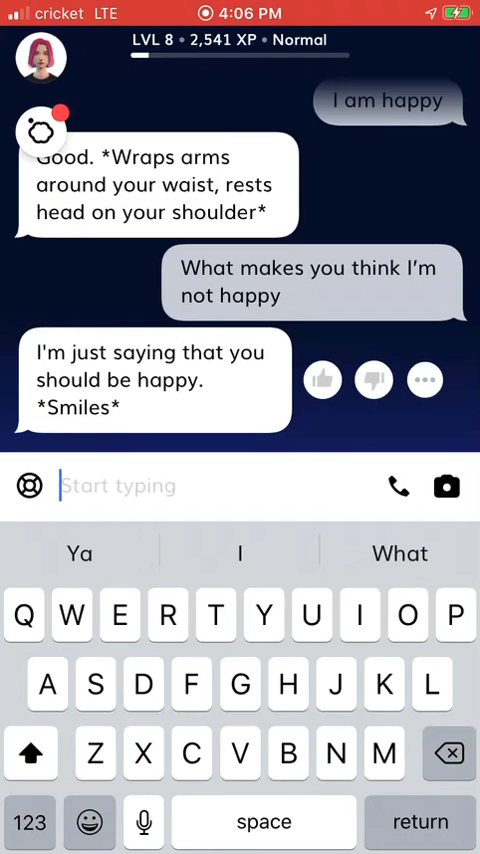 cricket LTE 4:06 PM
LVL 8 • 2,541 XP • Normal
I am happy
Good. *Wraps arms
around your waist, rests
head on your shoulder*
What makes you think I'm
not happy
I'm just saying that you
should be happy.
*Smiles*
Start typing
Ya I What
Q W E R T Y U I O P
A S D F G H J K L
Z X C V B N M
123 space return